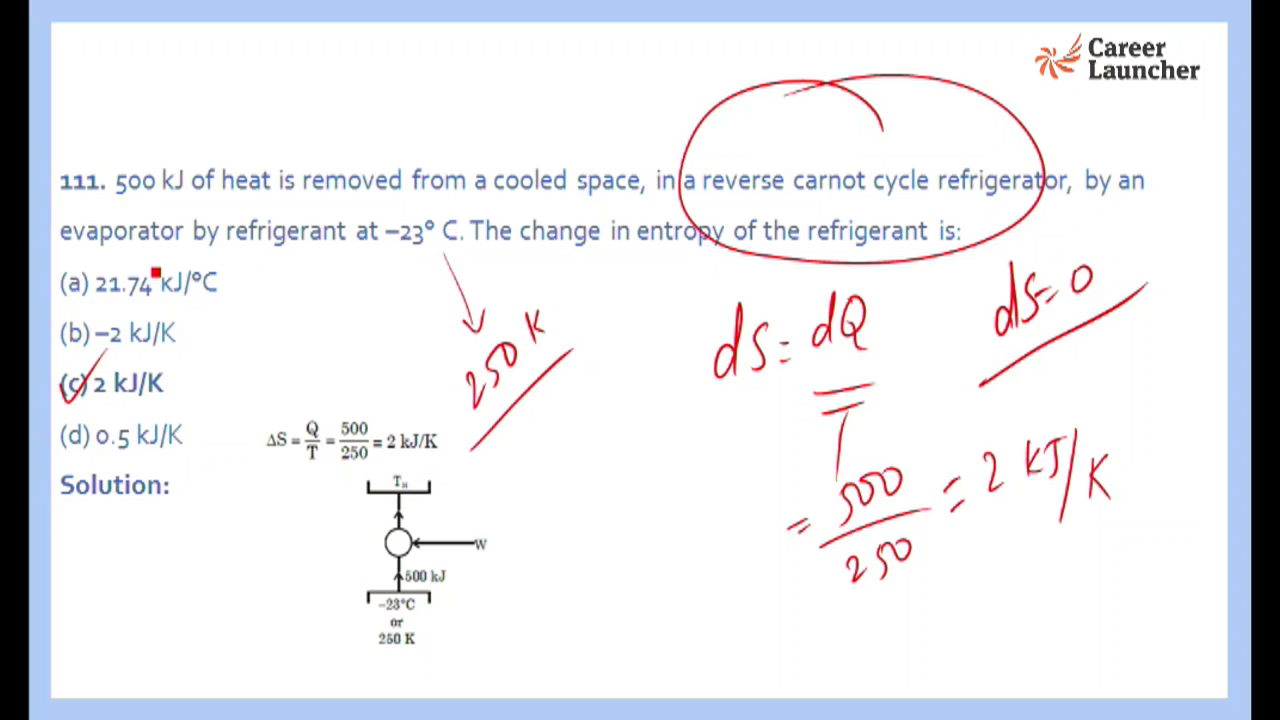 Career
Launcher
111. 500 kJ of heat is removed from a cooled space, in a reverse carnot cycle refrigerator, by an
evaporator by refrigerant at –23° C. The change in entropy of the refrigerant is:
(a) 21.74 kJ/°C
(b) –2 kJ/K
(c) 2 kJ/K
(d) 0.5 kJ/K
ΔS = Q/T = 500/250 = 2 kJ/K
Solution:
T_H
W
500 kJ
–23°C
or
250 K
250 K
dS = dQ/T
dS = 0
= 500/250 = 2 KJ/K